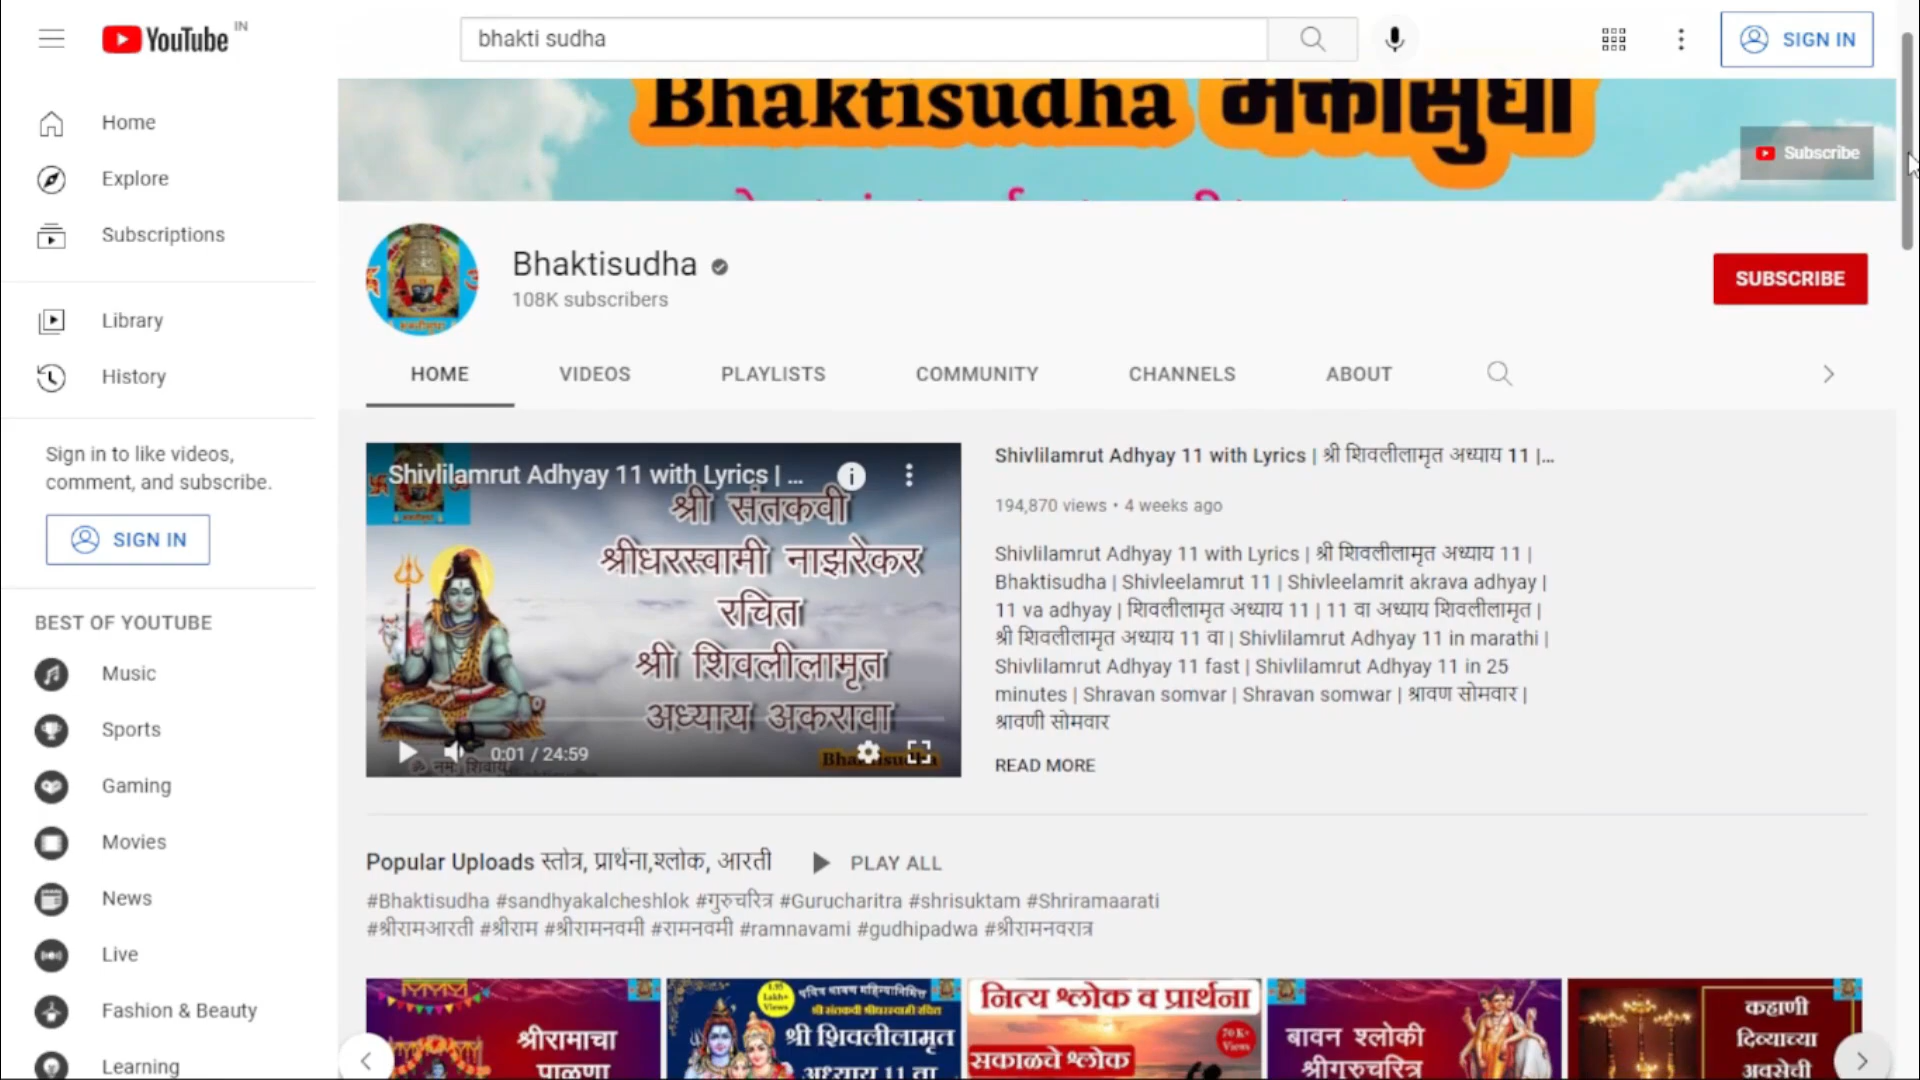 YouTube IN
bhakti sudha
SIGN IN
Home
Explore
Subscriptions
Library
History
Sign in to like videos,
comment, and subscribe.
SIGN IN
BEST OF YOUTUBE
Music
Sports
Gaming
Movies
News
Live
Fashion & Beauty
Learning
Bhaktisudha भक्तीसुधा
Subscribe
Bhaktisudha
108K subscribers
SUBSCRIBE
HOME VIDEOS PLAYLISTS COMMUNITY CHANNELS ABOUT
Shivlilamrut Adhyay 11 with Lyrics | ...
श्री संतकवी
श्रीधरस्वामी नाझरेकर
रचित
श्री शिवलीलामृत
अध्याय अकरावा
0:01 / 24:59
ॐ नमः शिवाय
Shivlilamrut Adhyay 11 with Lyrics | श्री शिवलीलामृत अध्याय 11 |...
194,870 views • 4 weeks ago
Shivlilamrut Adhyay 11 with Lyrics | श्री शिवलीलामृत अध्याय 11 |
Bhaktisudha | Shivleelamrut 11 | Shivleelamrit akrava adhyay |
11 va adhyay | शिवलीलामृत अध्याय 11 | 11 वा अध्याय शिवलीलामृत |
श्री शिवलीलामृत अध्याय 11 वा | Shivlilamrut Adhyay 11 in marathi |
Shivlilamrut Adhyay 11 fast | Shivlilamrut Adhyay 11 in 25
minutes | Shravan somvar | Shravan somwar | श्रावण सोमवार |
श्रावणी सोमवार
READ MORE
Popular Uploads स्तोत्र, प्रार्थना,श्लोक, आरती PLAY ALL
#Bhaktisudha #sandhyakalcheshlok #गुरुचरित्र #Gurucharitra #shrisuktam #Shriramaarati
#श्रीरामआरती #श्रीराम #श्रीरामनवमी #रामनवमी #ramnavami #gudhipadwa #श्रीरामनवरात्र
श्रीरामाचा
पाळणा
श्री शिवलीलामृत
अध्याय 11 वा
नित्य श्लोक व प्रार्थना
70 K+
Views
सकाळचे श्लोक
बावन श्लोकी
श्रीगुरुचरित्र
कहाणी
दिव्याच्या
अवसेची